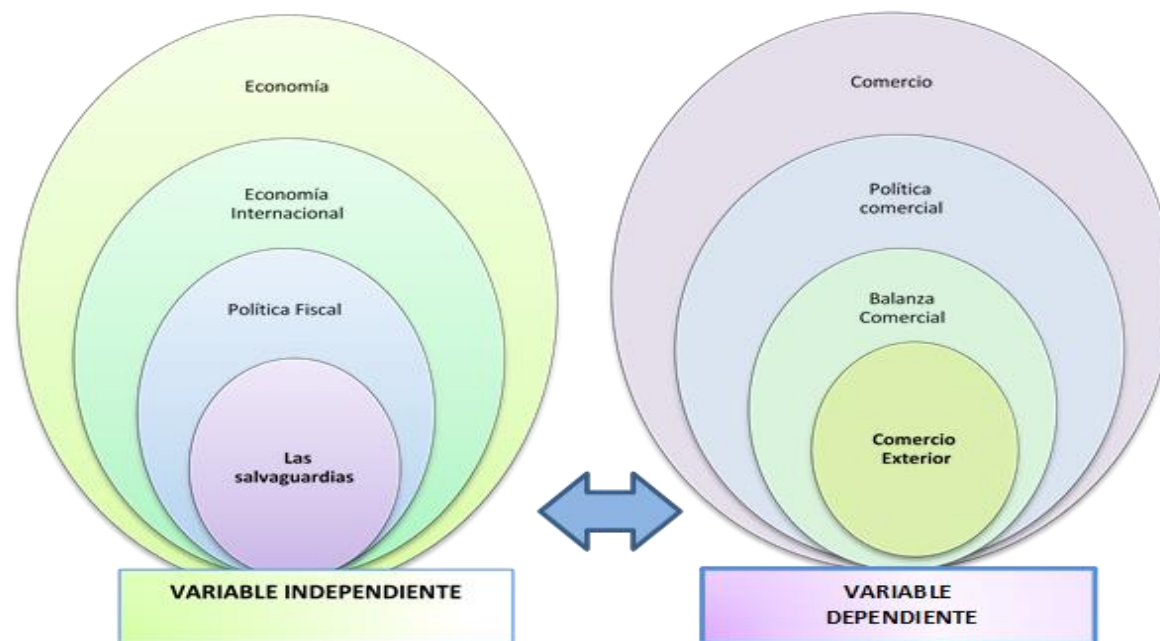 Economía
Economía
Internacional
Política Fiscal
Las
salvaguardias
VARIABLE INDEPENDIENTE
Comercio
Política
comercial
Balanza
Comercial
Comercio
Exterior
VARIABLE
DEPENDIENTE